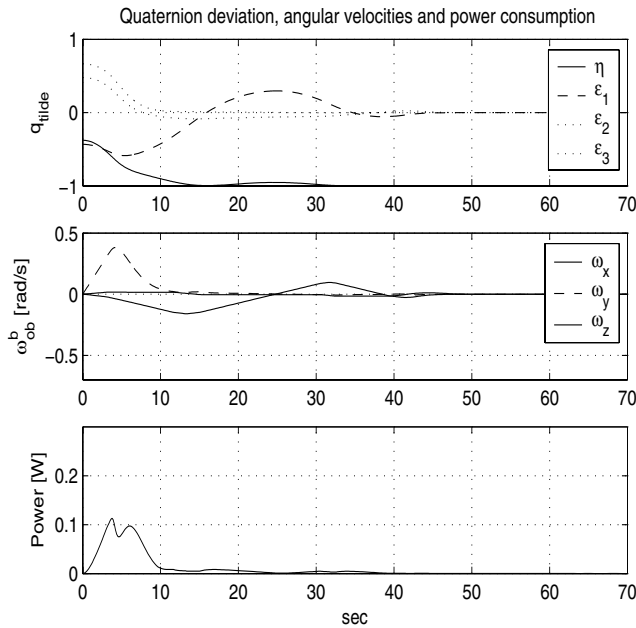 Quaternion deviation, angular velocities and power consumption
q_tilde
1
0
−1
0 10 20 30 40 50 60 70
η
ε_1
ε_2
ε_3
ω^b_ob [rad/s]
0.5
0
−0.5
0 10 20 30 40 50 60 70
ω_x
ω_y
ω_z
Power [W]
0.2
0.1
0
0 10 20 30 40 50 60 70
sec